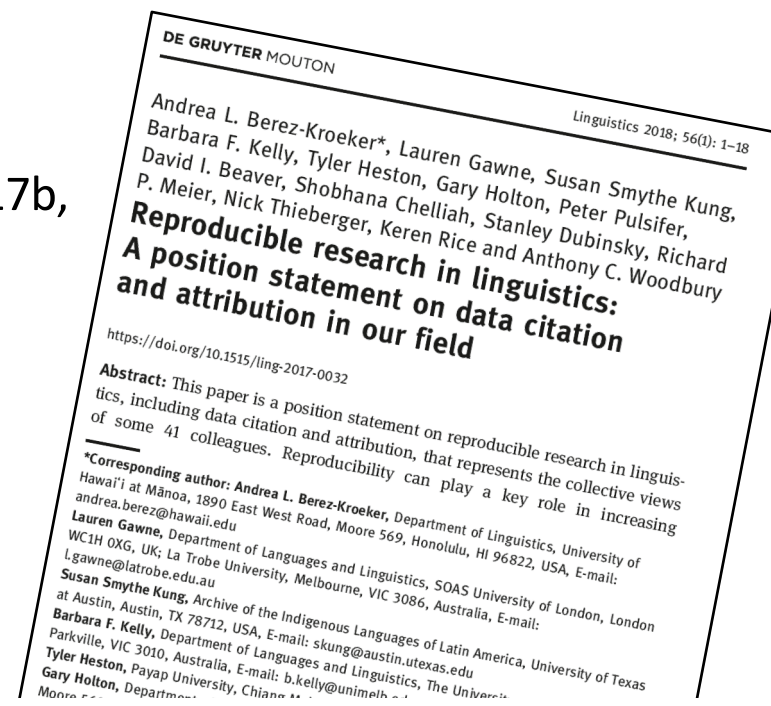 17b,
DE GRUYTER MOUTON
Linguistics 2018; 56(1): 1–18
Andrea L. Berez-Kroeker*, Lauren Gawne, Susan Smythe Kung,
Barbara F. Kelly, Tyler Heston, Gary Holton, Peter Pulsifer,
David I. Beaver, Shobhana Chelliah, Stanley Dubinsky, Richard
P. Meier, Nick Thieberger, Keren Rice and Anthony C. Woodbury
Reproducible research in linguistics:
A position statement on data citation
and attribution in our field
https://doi.org/10.1515/ling-2017-0032
Abstract: This paper is a position statement on reproducible research in linguis-
tics, including data citation and attribution, that represents the collective views
of some 41 colleagues. Reproducibility can play a key role in increasing
*Corresponding author: Andrea L. Berez-Kroeker, Department of Linguistics, University of
Hawai‘i at Mānoa, 1890 East West Road, Moore 569, Honolulu, HI 96822, USA, E-mail:
andrea.berez@hawaii.edu
Lauren Gawne, Department of Languages and Linguistics, SOAS University of London, London
WC1H 0XG, UK; La Trobe University, Melbourne, VIC 3086, Australia, E-mail:
l.gawne@latrobe.edu.au
Susan Smythe Kung, Archive of the Indigenous Languages of Latin America, University of Texas
at Austin, Austin, TX 78712, USA, E-mail: skung@austin.utexas.edu
Barbara F. Kelly, Department of Languages and Linguistics, The
Parkville, VIC 3010, Australia, E-mail:
Tyler Heston, Payap University, Chiang
Gary Holton,
Moore